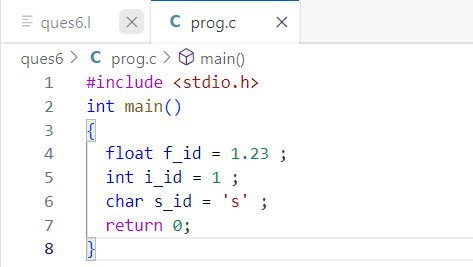 ques6.l × C prog.c ×
ques6 > C prog.c > main()
1 #include <stdio.h>
2 int main()
3 {
4   float f_id = 1.23 ;
5   int i_id = 1 ;
6   char s_id = 's' ;
7   return 0;
8 }